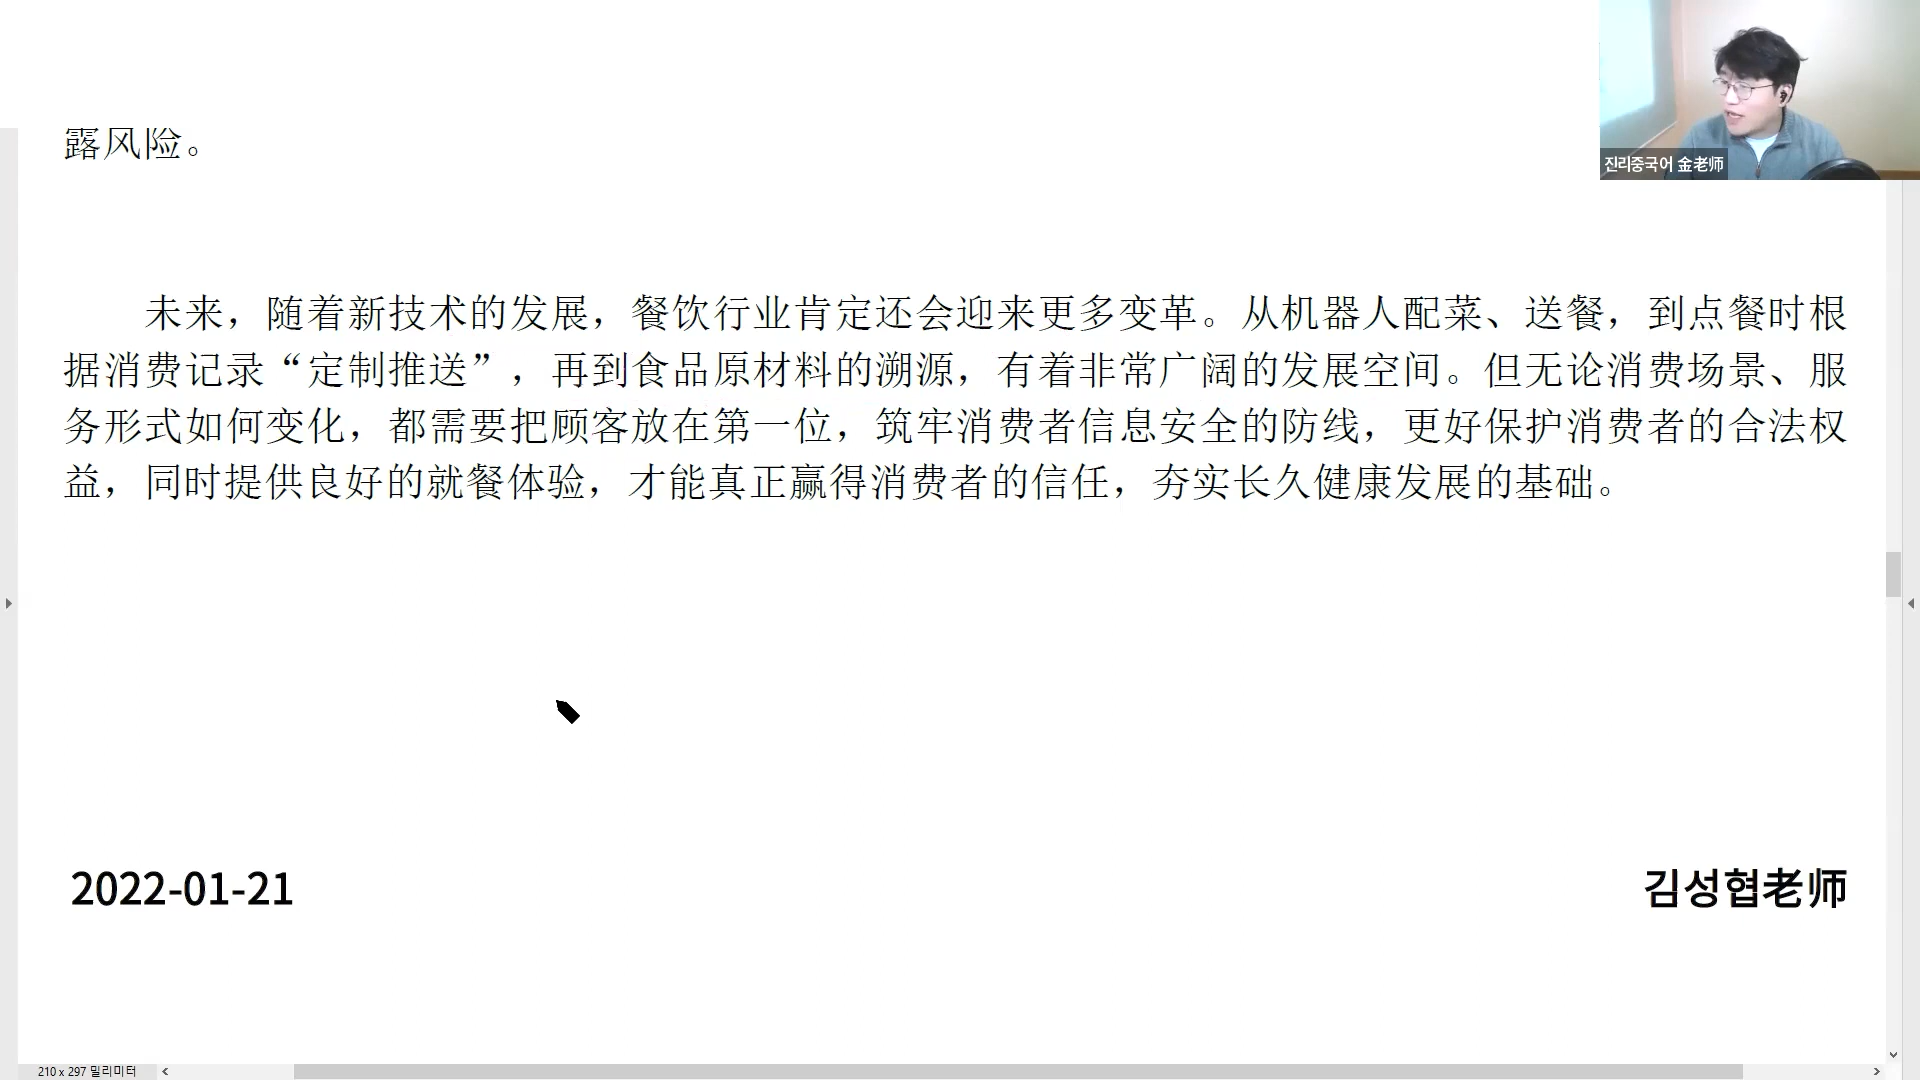 진리중국어 金老师
露风险。
未来，随着新技术的发展，餐饮行业肯定还会迎来更多变革。从机器人配菜、送餐，到点餐时根
据消费记录“定制推送”，再到食品原材料的溯源，有着非常广阔的发展空间。但无论消费场景、服
务形式如何变化，都需要把顾客放在第一位，筑牢消费者信息安全的防线，更好保护消费者的合法权
益，同时提供良好的就餐体验，才能真正赢得消费者的信任，夯实长久健康发展的基础。
2022-01-21
김성협老师
210 x 297 밀리미터